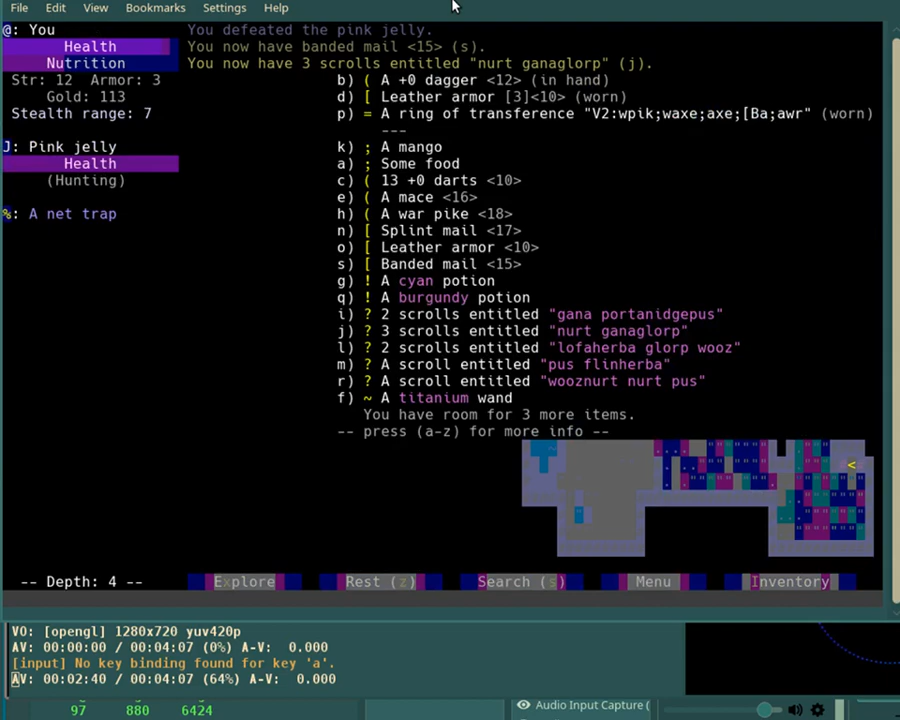 File Edit View Bookmarks Settings Help
@: You
You defeated the pink jelly.
Health
You now have banded mail <15> (s).
Nutrition
You now have 3 scrolls entitled "nurt ganaglorp" (j).
Str: 12 Armor: 3
b) ( A +0 dagger <12> (in hand)
Gold: 113
d) [ Leather armor [3]<10> (worn)
Stealth range: 7
p) = A ring of transference "V2:wpik;waxe;axe;[Ba;awr" (worn)
---
J: Pink jelly
k) ; A mango
Health
a) ; Some food
(Hunting)
c) ( 13 +0 darts <10>
e) ( A mace <16>
%: A net trap
h) ( A war pike <18>
n) [ Splint mail <17>
o) [ Leather armor <10>
s) [ Banded mail <15>
g) ! A cyan potion
q) ! A burgundy potion
i) ? 2 scrolls entitled "gana portanidgepus"
j) ? 3 scrolls entitled "nurt ganaglorp"
l) ? 2 scrolls entitled "lofaherba glorp wooz"
m) ? A scroll entitled "pus flinherba"
r) ? A scroll entitled "wooznurt nurt pus"
f) ~ A titanium wand
You have room for 3 more items.
-- press (a-z) for more info --
<
-- Depth: 4 --
Explore
Rest (z)
Search (s)
Menu
Inventory
VO: [opengl] 1280x720 yuv420p
AV: 00:00:00 / 00:04:07 (0%) A-V: 0.000
[input] No key binding found for key 'a'.
AV: 00:02:40 / 00:04:07 (64%) A-V: 0.000
97 880 6424
Audio Input Capture (